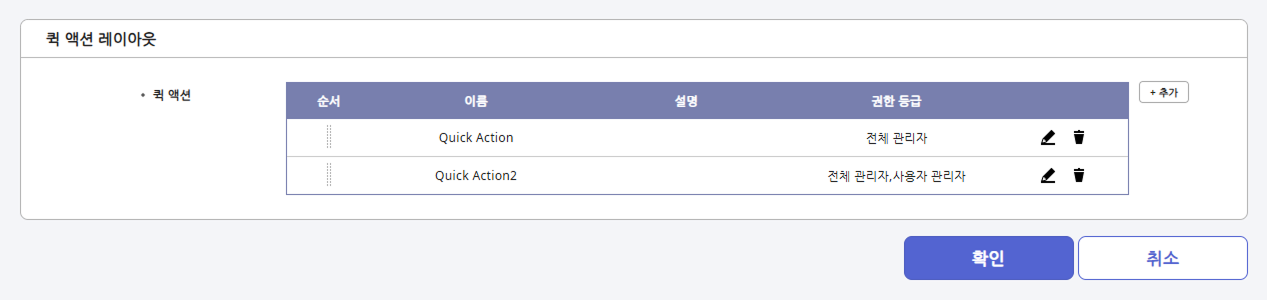 퀵 액션 레이아웃
• 퀵 액션
순서 이름 설명 권한 등급
+ 추가
Quick Action 전체 관리자
Quick Action2 전체 관리자,사용자 관리자
확인 취소